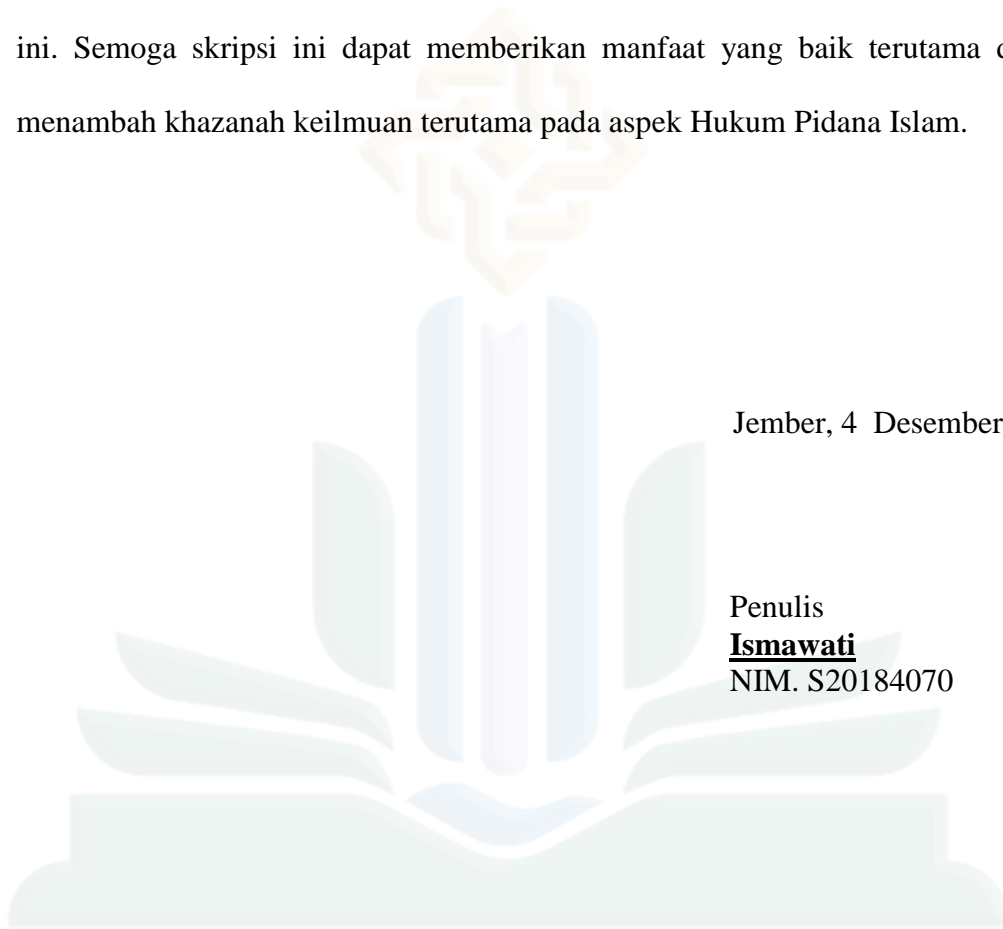 ini. Semoga skripsi ini dapat memberikan manfaat yang baik terutama
menambah khazanah keilmuan terutama pada aspek Hukum Pidana Islam.
Jember, 4 Desember
Penulis
Ismawati
NIM. S20184070